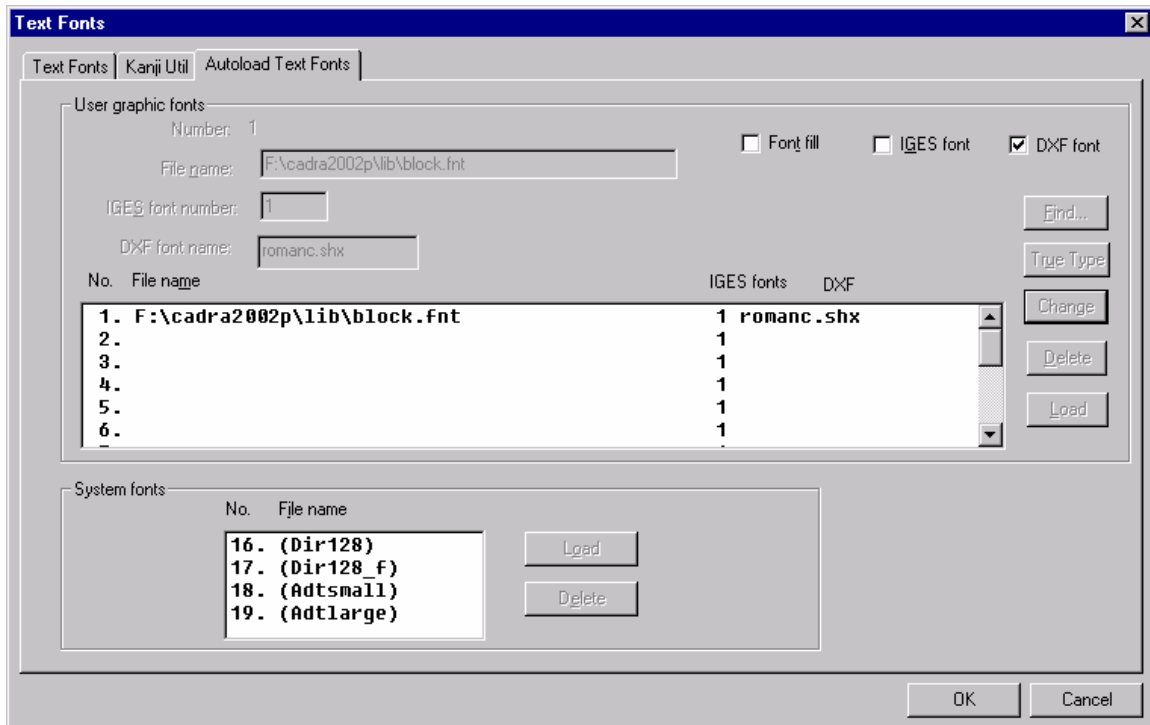 Text Fonts
Text Fonts Kanji Util Autoload Text Fonts
User graphic fonts
Number: 1
Font fill IGES font DXF font
File name: F:\cadra2002p\lib\block.fnt
IGES font number: 1
Find...
DXF font name: romanc.shx
True Type
No. File name IGES fonts DXF
1. F:\cadra2002p\lib\block.fnt 1 romanc.shx
Change
2. 1
3. 1
Delete
4. 1
5. 1
Load
6. 1
System fonts
No. File name
16. (Dir128)
Load
17. (Dir128_f)
18. (Adtsmall)
Delete
19. (Adtlarge)
OK Cancel